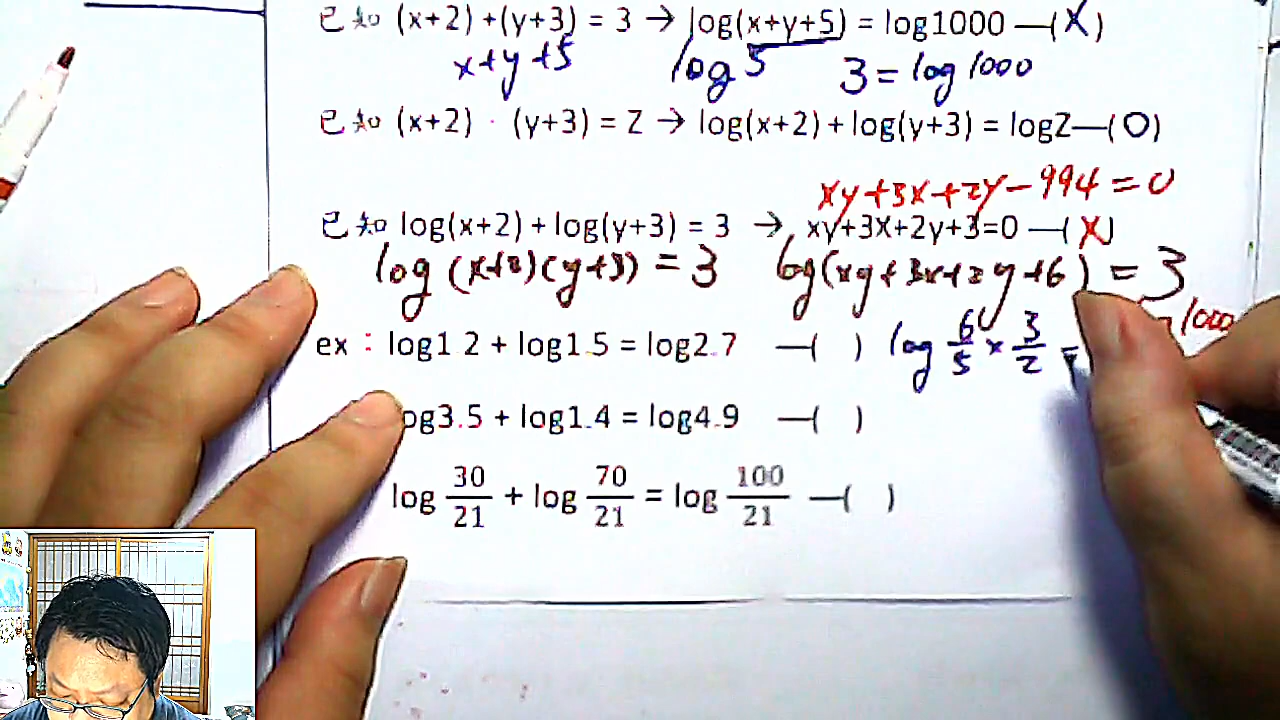 已知 (x+2) +(y+3) = 3 → log(x+y+5) = log1000 —(X)
x+y+5 log5 3 = log1000
已知 (x+2) · (y+3) = Z → log(x+2) + log(y+3) = logZ—(O)
xy+3x+2y-994=0
已知 log(x+2) + log(y+3) = 3 → xy+3X+2y+3=0 —(X)
log(x+2)(y+3) = 3 log(xy+3x+2y+6) = 3
1000
ex : log1.2 + log1.5 = log2.7 —( ) log 6/5 × 3/2 =
og3.5 + log1.4 = log4.9 —( )
log 30/21 + log 70/21 = log 100/21 —( )